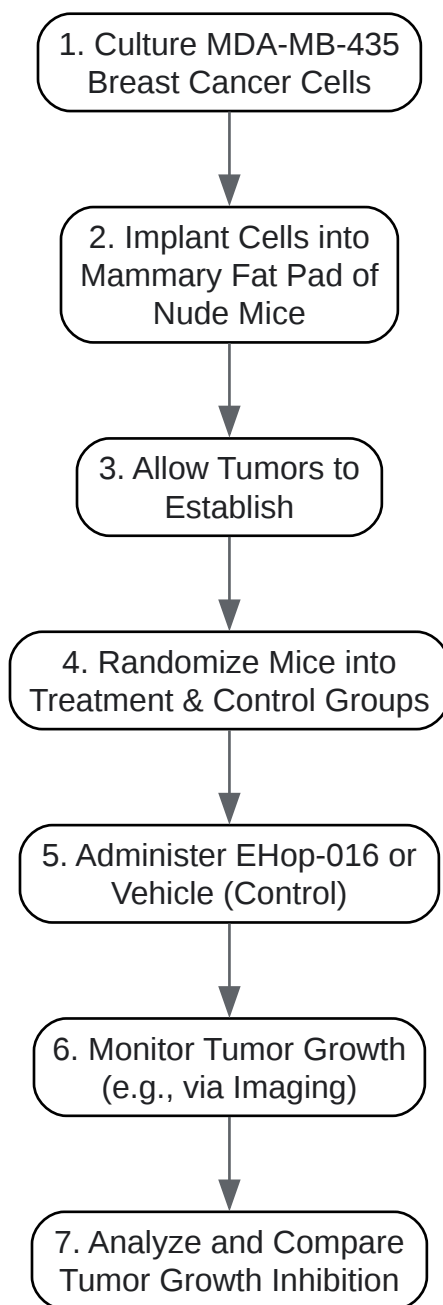 1. Culture MDA-MB-435
Breast Cancer Cells
2. Implant Cells into
Mammary Fat Pad of
Nude Mice
3. Allow Tumors to
Establish
4. Randomize Mice into
Treatment & Control Groups
5. Administer EHop-016 or
Vehicle (Control)
6. Monitor Tumor Growth
(e.g., via Imaging)
7. Analyze and Compare
Tumor Growth Inhibition